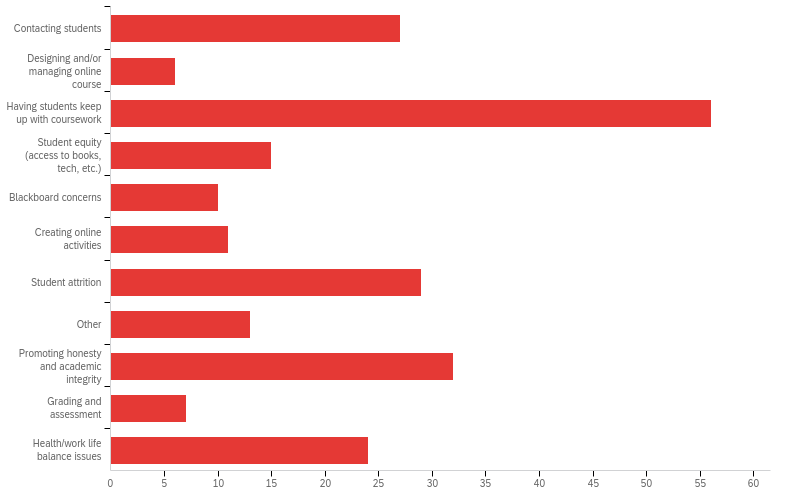 Contacting students
Designing and/or
managing online
course
Having students keep
up with coursework
Student equity
(access to books,
tech, etc.)
Blackboard concerns
Creating online
activities
Student attrition
Other
Promoting honesty
and academic
integrity
Grading and
assessment
Health/work life
balance issues
0 5 10 15 20 25 30 35 40 45 50 55 60